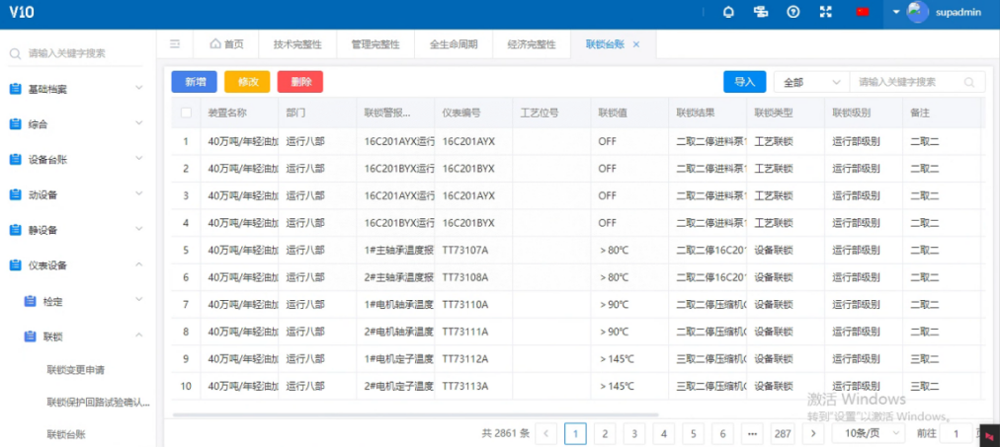 V10
supadmin
请输入关键字搜索
首页 技术完整性 管理完整性 全生命周期 经济完整性 联锁台账 ×
基础档案
综合
设备台账
动设备
静设备
仪表设备
检定
联锁
联锁变更申请
联锁保护回路试验确认...
联锁台账
新增 修改 删除 导入 全部 请输入关键字搜索
装置名称 部门 联锁警报... 仪表编号 工艺位号 联锁值 联锁结果 联锁类型 联锁级别 备注
1 40万吨/年轻油加 运行八部 16C201AYX运行 16C201AYX OFF 二取二停进料泵 工艺联锁 运行部级别 二取二
2 40万吨/年轻油加 运行八部 16C201BYX运行 16C201BYX OFF 二取二停进料泵 工艺联锁 运行部级别 二取二
3 40万吨/年轻油加 运行八部 16C201AYX运行 16C201AYX OFF 二取二停进料泵 工艺联锁 运行部级别 二取二
4 40万吨/年轻油加 运行八部 16C201BYX运行 16C201BYX OFF 二取二停进料泵 工艺联锁 运行部级别 二取二
5 40万吨/年轻油加 运行八部 1#主轴承温度报 TT73107A ＞80℃ 二取二停16C20 设备联锁 运行部级别 二取二
6 40万吨/年轻油加 运行八部 2#主轴承温度报 TT73108A ＞80℃ 二取二停16C20 设备联锁 运行部级别 二取二
7 40万吨/年轻油加 运行八部 1#电机轴承温度 TT73110A ＞90℃ 二取二停压缩机 设备联锁 运行部级别 二取二
8 40万吨/年轻油加 运行八部 2#电机轴承温度 TT73111A ＞90℃ 二取二停压缩机 设备联锁 运行部级别 二取二
9 40万吨/年轻油加 运行八部 1#电机定子温度 TT73112A ＞145℃ 三取二停压缩机 设备联锁 运行部级别 三取二
10 40万吨/年轻油加 运行八部 2#电机定子温度 TT73113A ＞145℃ 三取二停压缩机 设备联锁 运行部级别 三取二
激活 Windows
转到"设置"以激活 Windows。
共 2861 条 < 1 2 3 4 5 6 ••• 287 > 10条/页 前往 1